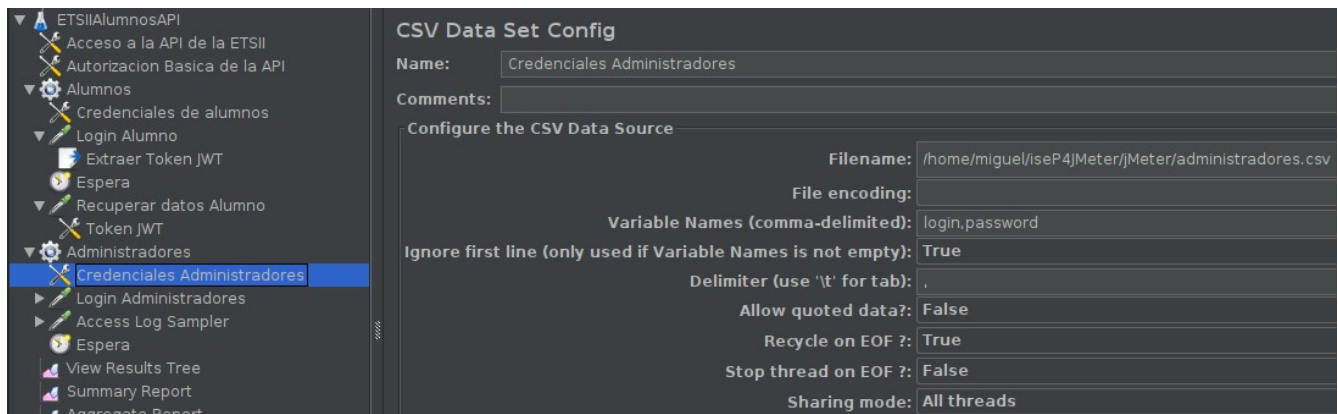 ETSIIAlumnosAPI
Acceso a la API de la ETSII
Autorizacion Basica de la API
Alumnos
Credenciales de alumnos
Login Alumno
Extraer Token JWT
Espera
Recuperar datos Alumno
Token JWT
Administradores
Credenciales Administradores
Login Administradores
Access Log Sampler
Espera
View Results Tree
Summary Report
Aggregate Report
CSV Data Set Config
Name: Credenciales Administradores
Comments:
Configure the CSV Data Source
Filename: /home/miguel/iseP4JMeter/jMeter/administradores.csv
File encoding:
Variable Names (comma-delimited): login,password
Ignore first line (only used if Variable Names is not empty): True
Delimiter (use '\t' for tab): ,
Allow quoted data?: False
Recycle on EOF ?: True
Stop thread on EOF ?: False
Sharing mode: All threads